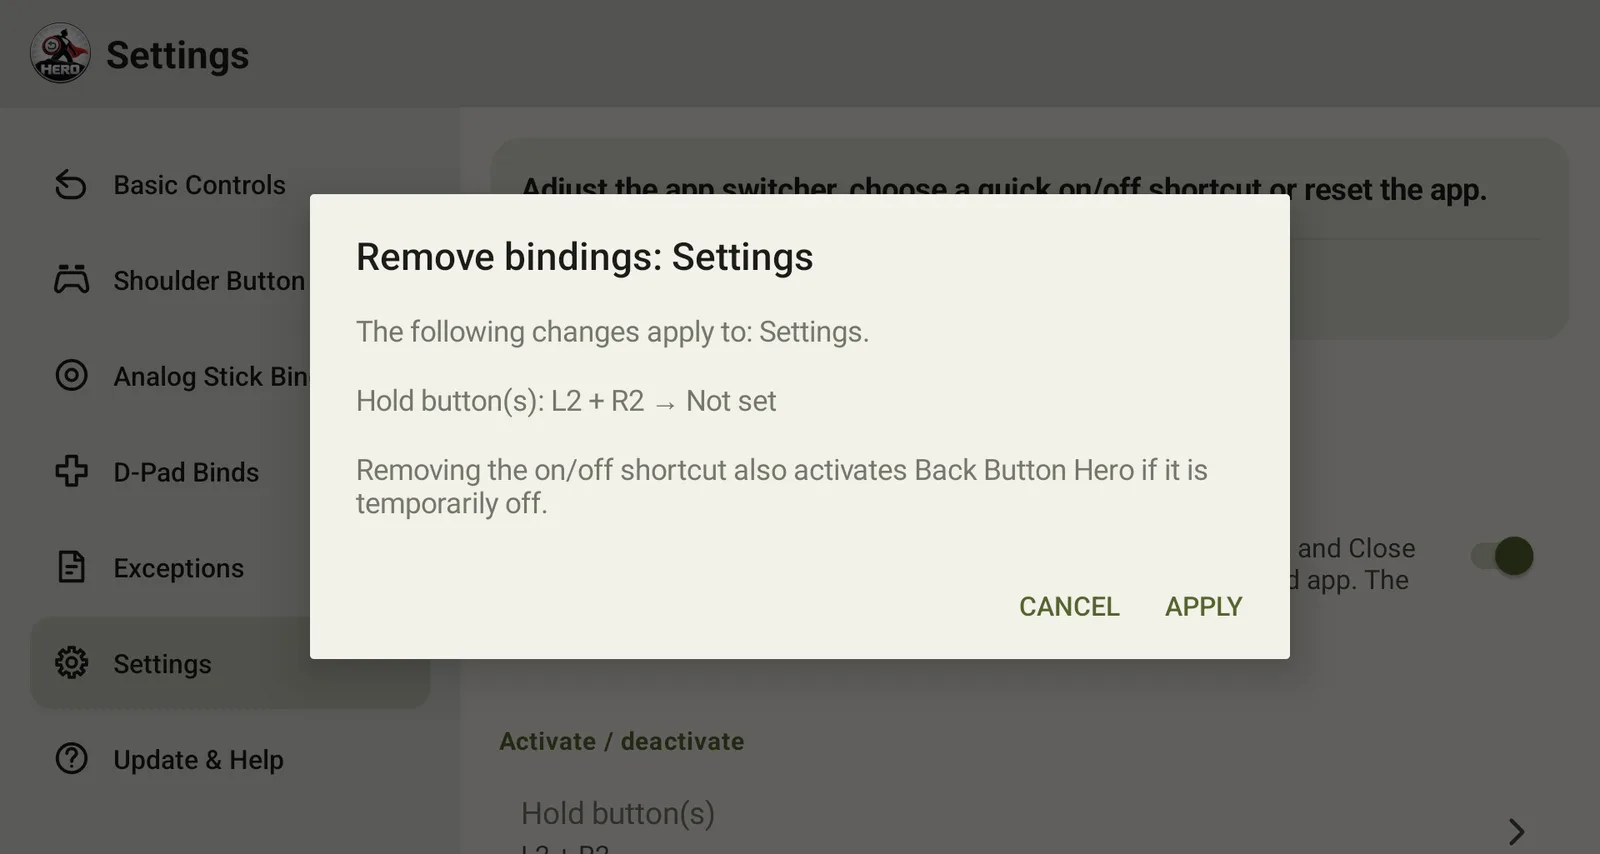 HERO
Settings
Basic Controls
Shoulder Button
Analog Stick Bin
D-Pad Binds
Exceptions
Settings
Update & Help
Adjust the app switcher, choose a quick on/off shortcut or reset the app.
Remove bindings: Settings
The following changes apply to: Settings.
Hold button(s): L2 + R2 → Not set
Removing the on/off shortcut also activates Back Button Hero if it is
temporarily off.
CANCEL APPLY
and Close
app. The
Activate / deactivate
Hold button(s)
L2 + R2